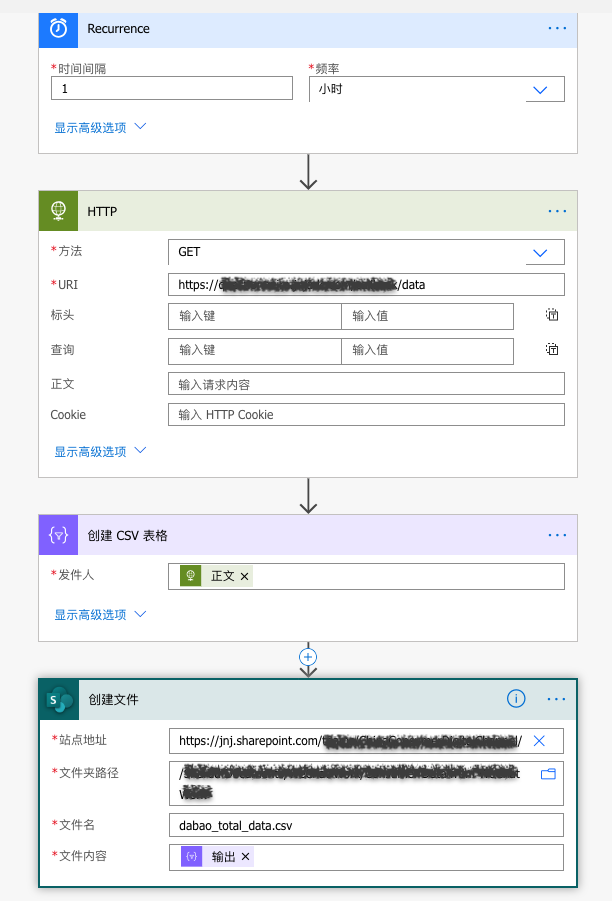 Recurrence
*时间间隔 *频率
1 小时
显示高级选项
HTTP
*方法 GET
*URI https:// /data
标头 输入键 输入值
查询 输入键 输入值
正文 输入请求内容
Cookie 输入 HTTP Cookie
显示高级选项
创建 CSV 表格
*发件人 正文
显示高级选项
S 创建文件
*站点地址 https://jnj.sharepoint.com/ /
*文件夹路径 /
*文件名 dabao_total_data.csv
*文件内容 输出